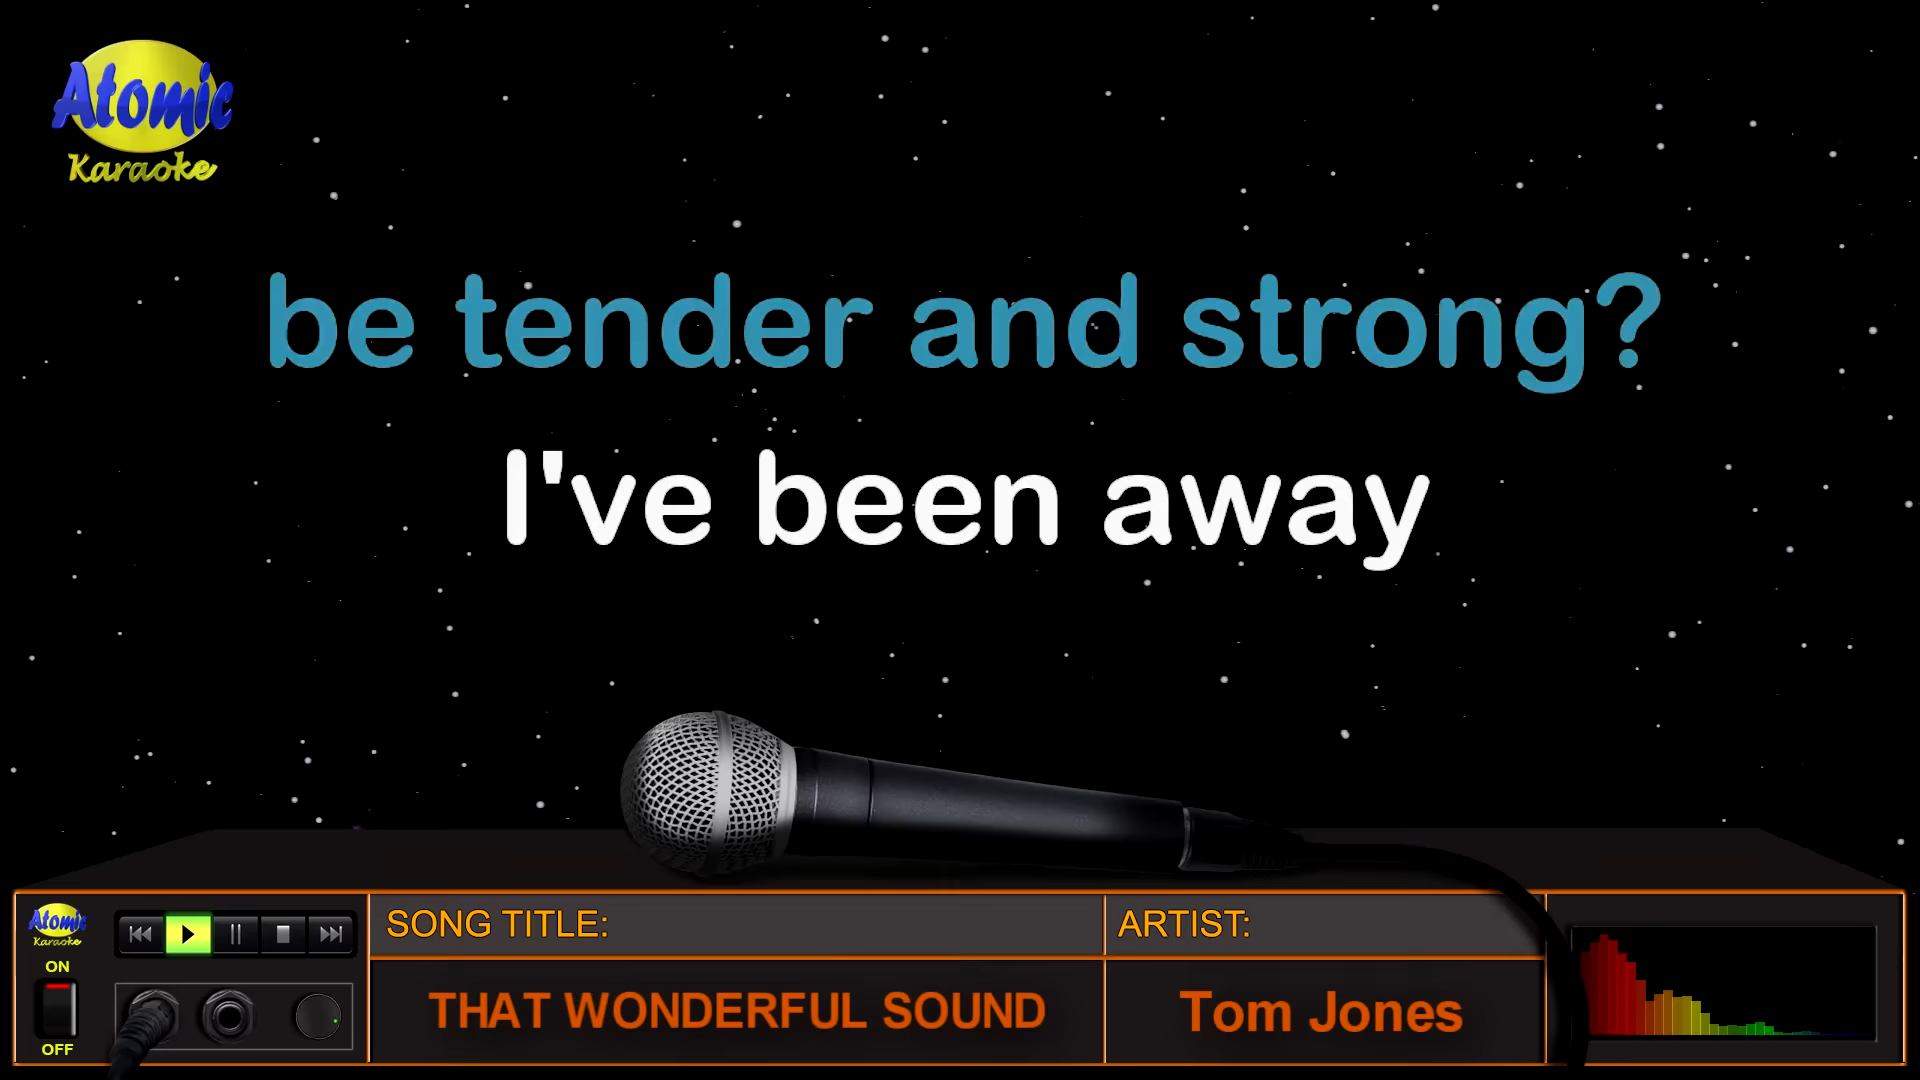 Atomic
Karaoke
be tender and strong?
I've been away
Atomic
Karaoke
ON
OFF
SONG TITLE:
ARTIST:
THAT WONDERFUL SOUND
Tom Jones